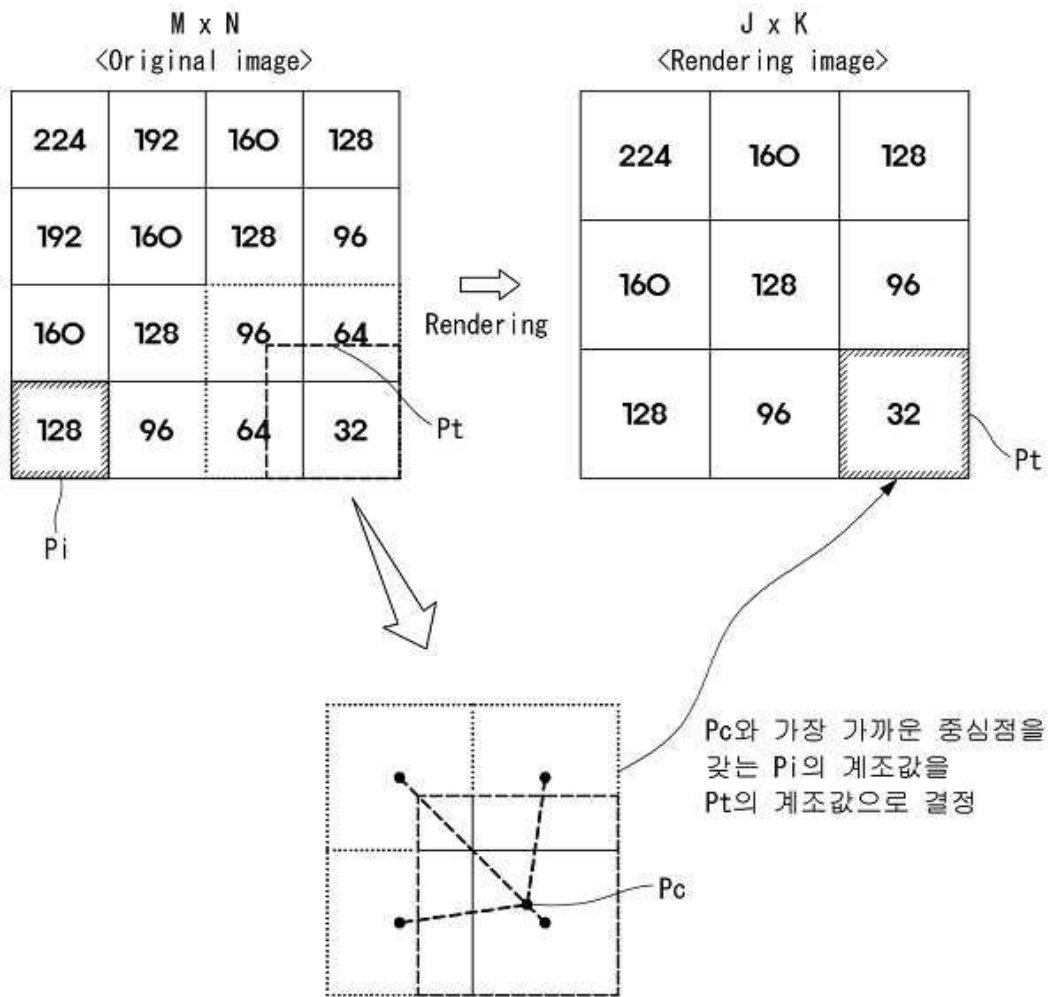 M x N
<Original image>
J x K
<Rendering image>
224 192 160 128
192 160 128 96
160 128 96 64
128 96 64 32
Pi
Pt
Rendering
224 160 128
160 128 96
128 96 32
Pt
Pc와 가장 가까운 중심점을
갖는 Pi의 계조값을
Pt의 계조값으로 결정
Pc